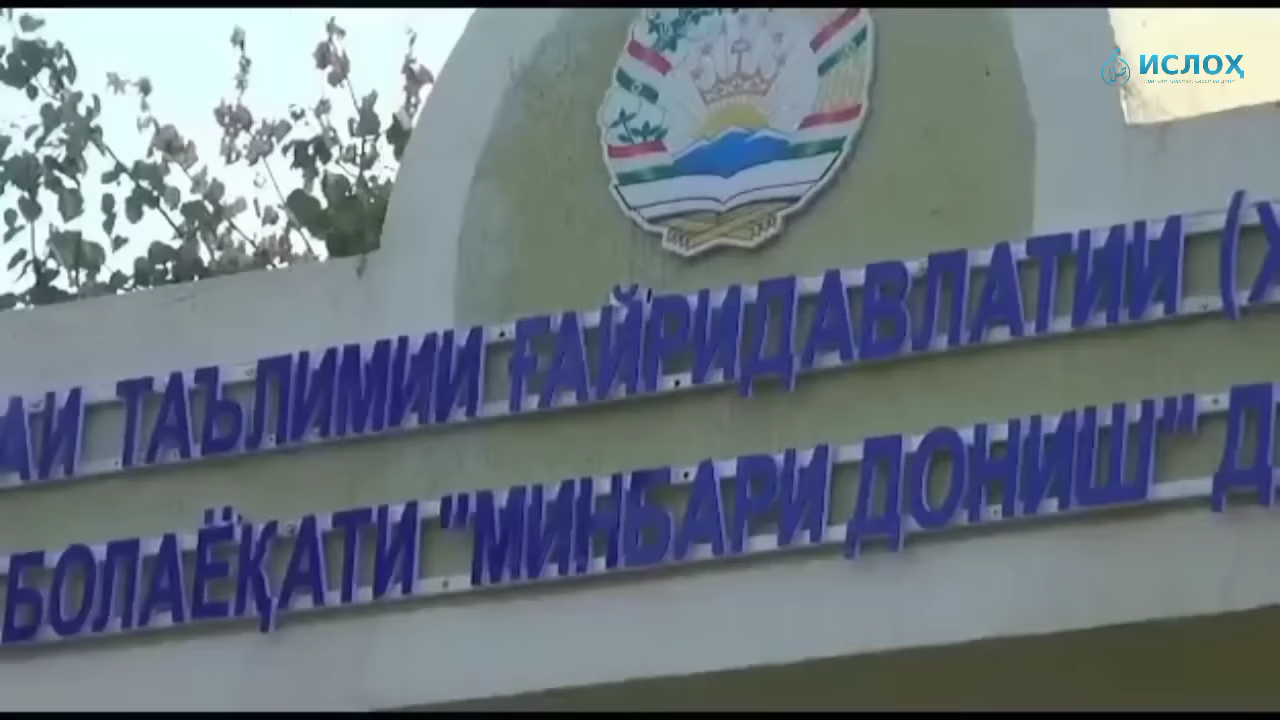 ИСЛОҲ
АИ ТАЪЛИМИИ ҒАЙРИДАВЛАТИИ (Х
БОЛАЁҚАТИ "МИНБАРИ ДОНИШ" Д